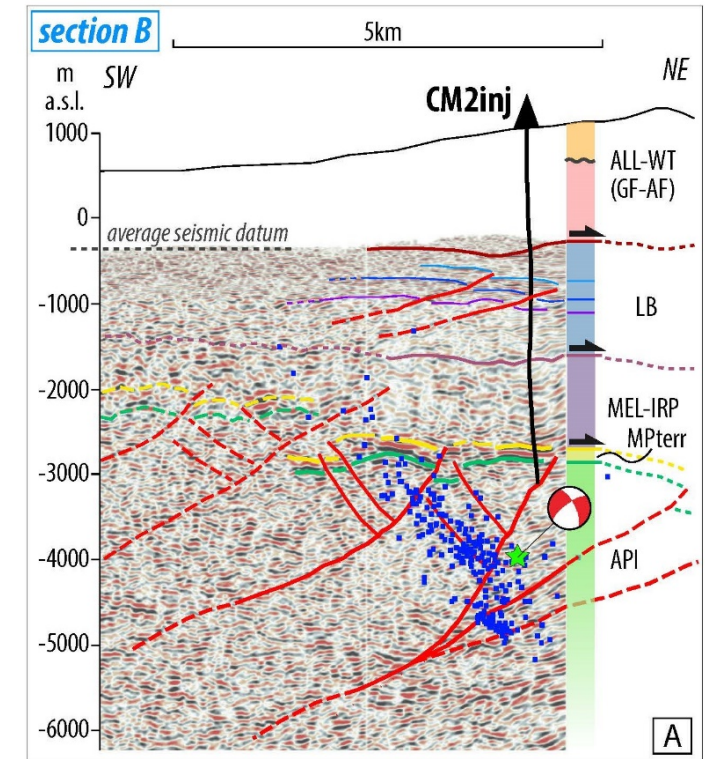 section B
5km
m
a.s.l.
SW
NE
CM2inj
1000
0
-1000
-2000
-3000
-4000
-5000
-6000
average seismic datum
ALL-WT
(GF-AF)
LB
MEL-IRP
MPterr
API
A